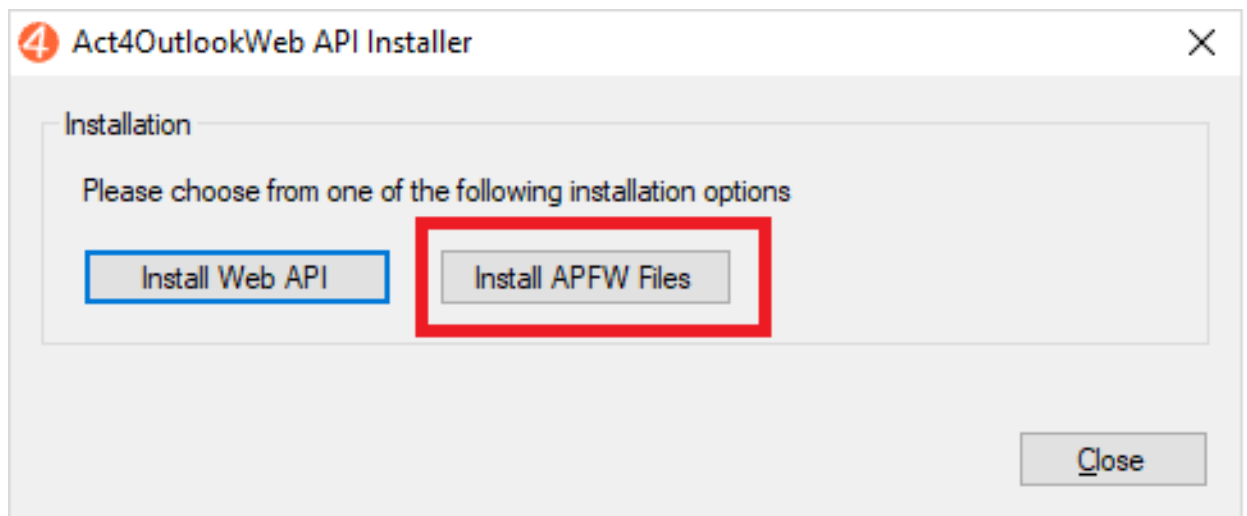 4 Act4OutlookWeb API Installer
Installation
Please choose from one of the following installation options
Install Web API Install APFW Files
Close